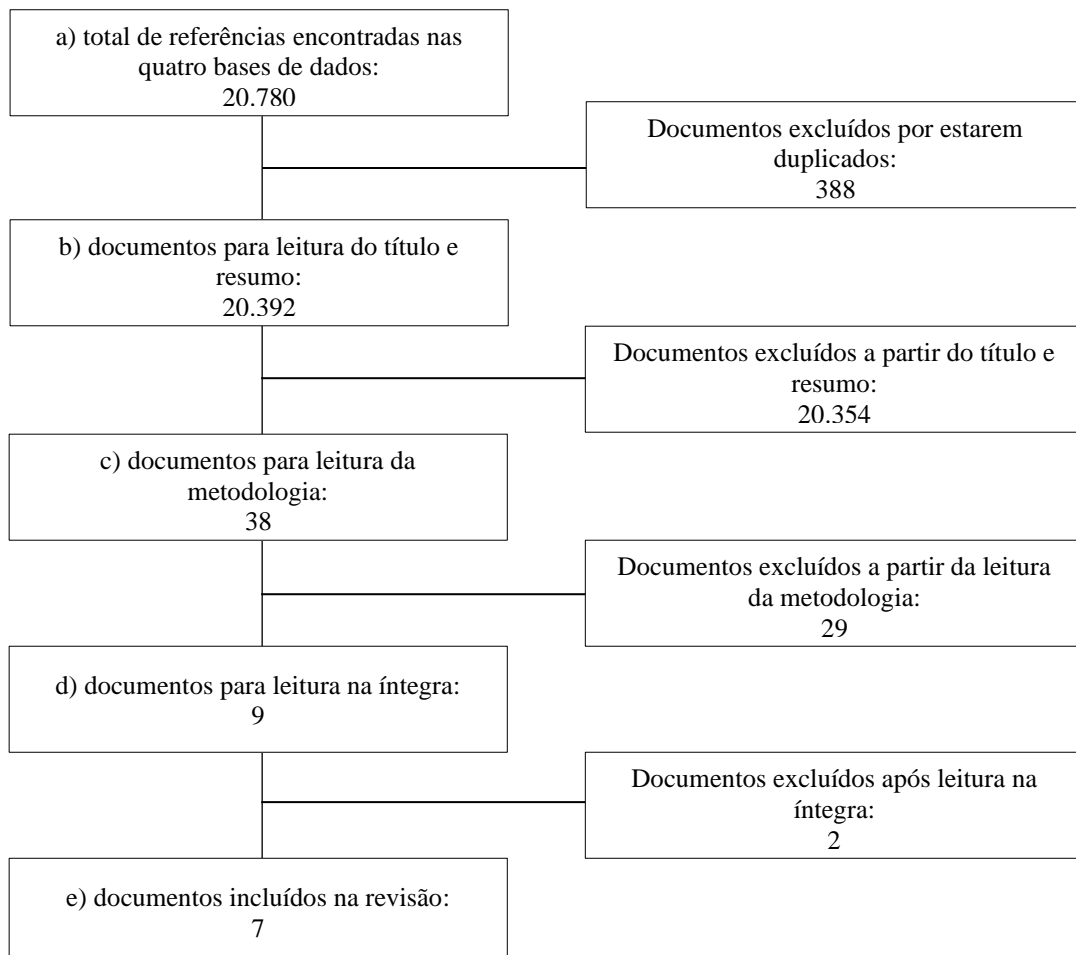 a) total de referências encontradas nas
quatro bases de dados:
20.780
Documentos excluídos por estarem
duplicados:
388
b) documentos para leitura do título e
resumo:
20.392
Documentos excluídos a partir do título e
resumo:
20.354
c) documentos para leitura da
metodologia:
38
Documentos excluídos a partir da leitura
da metodologia:
29
d) documentos para leitura na íntegra:
9
Documentos excluídos após leitura na
íntegra:
2
e) documentos incluídos na revisão:
7